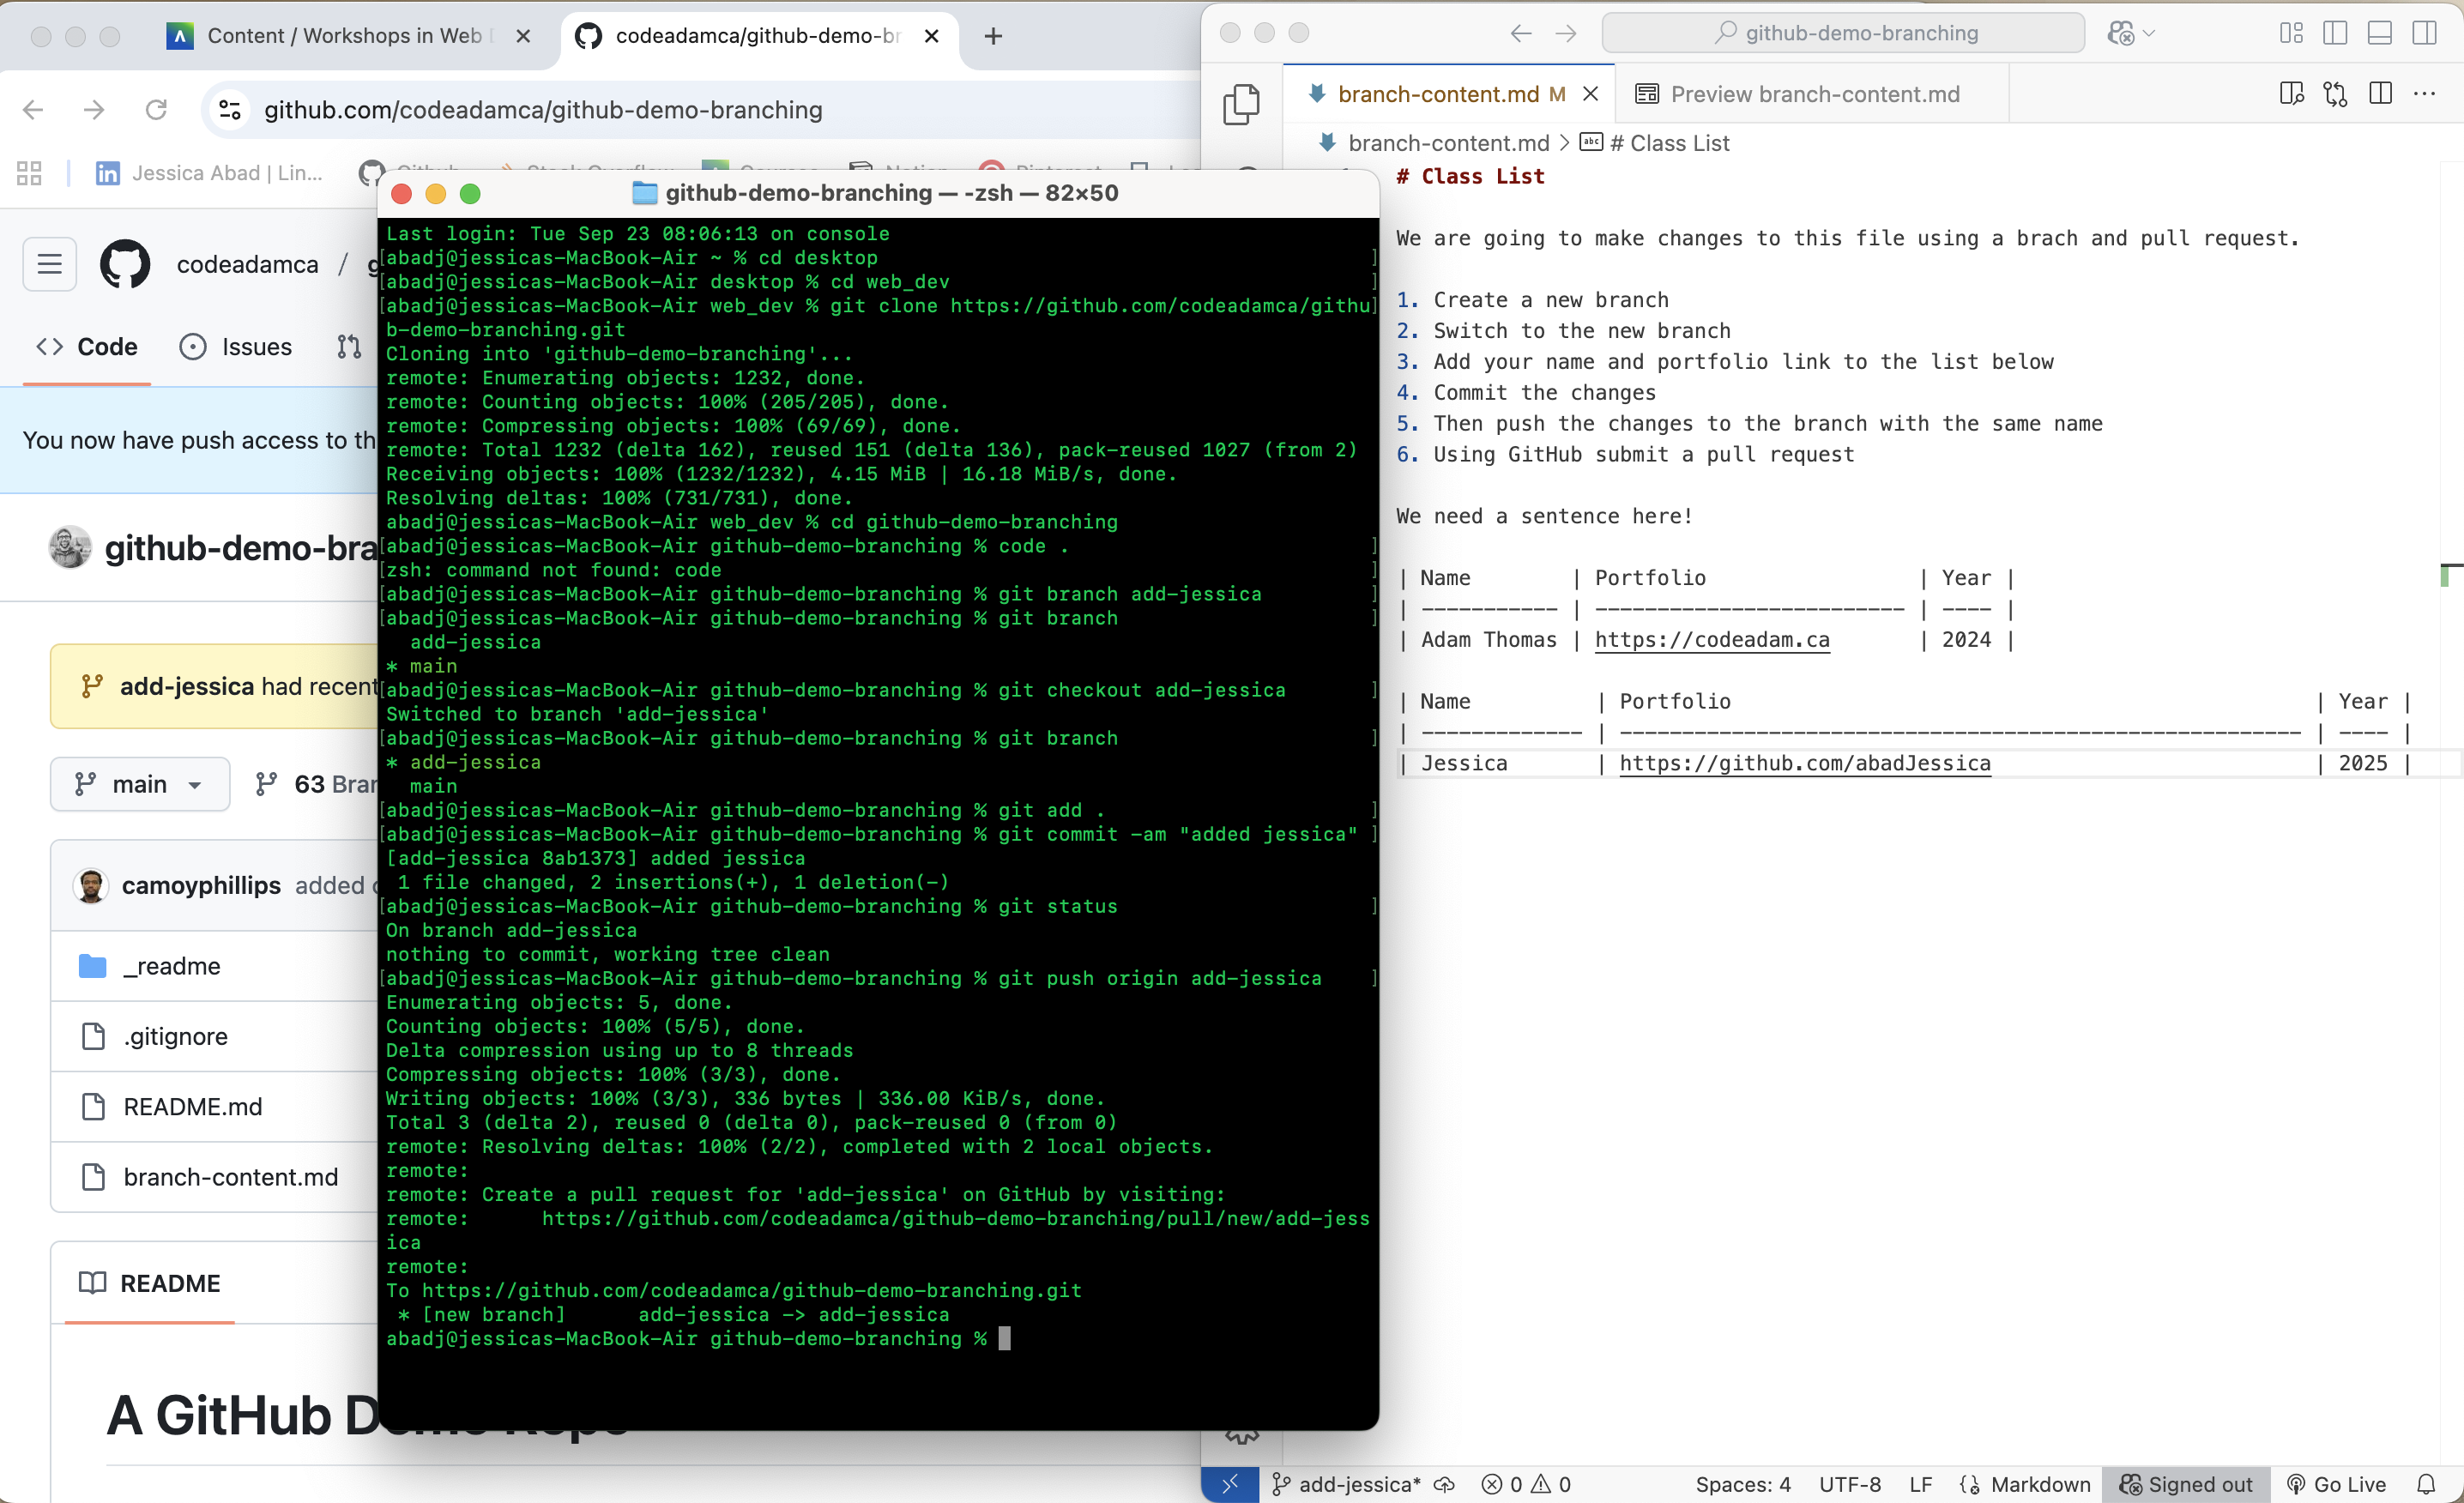 Content / Workshops in Web
codeadamca/github-demo-br
github.com/codeadamca/github-demo-branching
Jessica Abad | Lin...
codeadamca /
Code
Issues
You now have push access to th
github-demo-bra
add-jessica had recent
main
63 Bran
camoyphillips added
_readme
.gitignore
README.md
branch-content.md
README
A GitHub Demo Repo
github-demo-branching — -zsh — 82×50
Last login: Tue Sep 23 08:06:13 on console
[abadj@jessicas-MacBook-Air ~ % cd desktop ]
[abadj@jessicas-MacBook-Air desktop % cd web_dev ]
[abadj@jessicas-MacBook-Air web_dev % git clone https://github.com/codeadamca/githu]
b-demo-branching.git
Cloning into 'github-demo-branching'...
remote: Enumerating objects: 1232, done.
remote: Counting objects: 100% (205/205), done.
remote: Compressing objects: 100% (69/69), done.
remote: Total 1232 (delta 162), reused 151 (delta 136), pack-reused 1027 (from 2)
Receiving objects: 100% (1232/1232), 4.15 MiB | 16.18 MiB/s, done.
Resolving deltas: 100% (731/731), done.
abadj@jessicas-MacBook-Air web_dev % cd github-demo-branching
[abadj@jessicas-MacBook-Air github-demo-branching % code . ]
[zsh: command not found: code ]
[abadj@jessicas-MacBook-Air github-demo-branching % git branch add-jessica ]
[abadj@jessicas-MacBook-Air github-demo-branching % git branch ]
add-jessica
* main
[abadj@jessicas-MacBook-Air github-demo-branching % git checkout add-jessica ]
Switched to branch 'add-jessica'
[abadj@jessicas-MacBook-Air github-demo-branching % git branch ]
* add-jessica
main
[abadj@jessicas-MacBook-Air github-demo-branching % git add . ]
[abadj@jessicas-MacBook-Air github-demo-branching % git commit -am "added jessica" ]
[add-jessica 8ab1373] added jessica
1 file changed, 2 insertions(+), 1 deletion(-)
[abadj@jessicas-MacBook-Air github-demo-branching % git status ]
On branch add-jessica
nothing to commit, working tree clean
[abadj@jessicas-MacBook-Air github-demo-branching % git push origin add-jessica ]
Enumerating objects: 5, done.
Counting objects: 100% (5/5), done.
Delta compression using up to 8 threads
Compressing objects: 100% (3/3), done.
Writing objects: 100% (3/3), 336 bytes | 336.00 KiB/s, done.
Total 3 (delta 2), reused 0 (delta 0), pack-reused 0 (from 0)
remote: Resolving deltas: 100% (2/2), completed with 2 local objects.
remote:
remote: Create a pull request for 'add-jessica' on GitHub by visiting:
remote: https://github.com/codeadamca/github-demo-branching/pull/new/add-jess
ica
remote:
To https://github.com/codeadamca/github-demo-branching.git
* [new branch] add-jessica -> add-jessica
abadj@jessicas-MacBook-Air github-demo-branching %
github-demo-branching
branch-content.md M
Preview branch-content.md
branch-content.md > # Class List
# Class List
We are going to make changes to this file using a brach and pull request.
1. Create a new branch
2. Switch to the new branch
3. Add your name and portfolio link to the list below
4. Commit the changes
5. Then push the changes to the branch with the same name
6. Using GitHub submit a pull request
We need a sentence here!
| Name | Portfolio | Year |
| ----------- | ------------------------- | ---- |
| Adam Thomas | https://codeadam.ca | 2024 |
| Name | Portfolio | Year |
| ------------- | ------------------------------------------------------- | ---- |
| Jessica | https://github.com/abadJessica | 2025 |
add-jessica* 0 0 Spaces: 4 UTF-8 LF Markdown Signed out Go Live